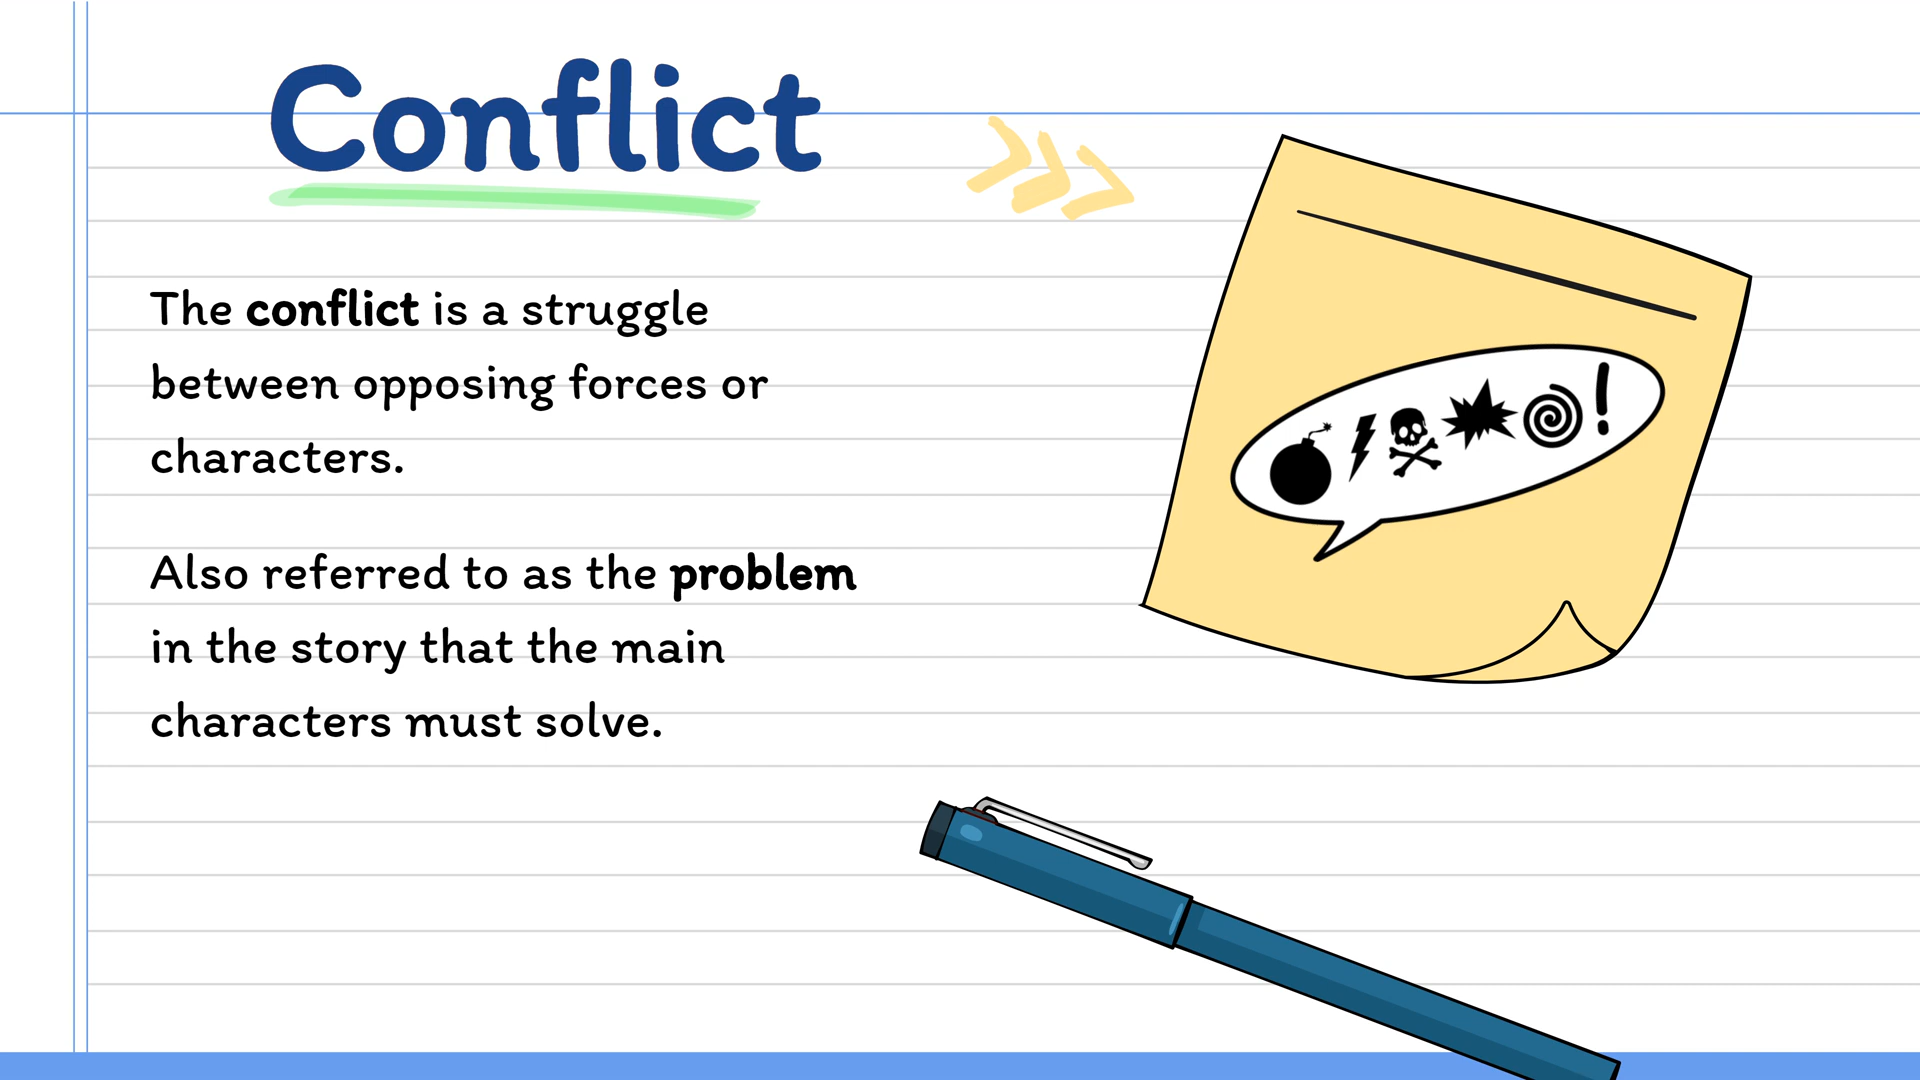 Conflict
The conflict is a struggle
between opposing forces or
characters.
Also referred to as the problem
in the story that the main
characters must solve.